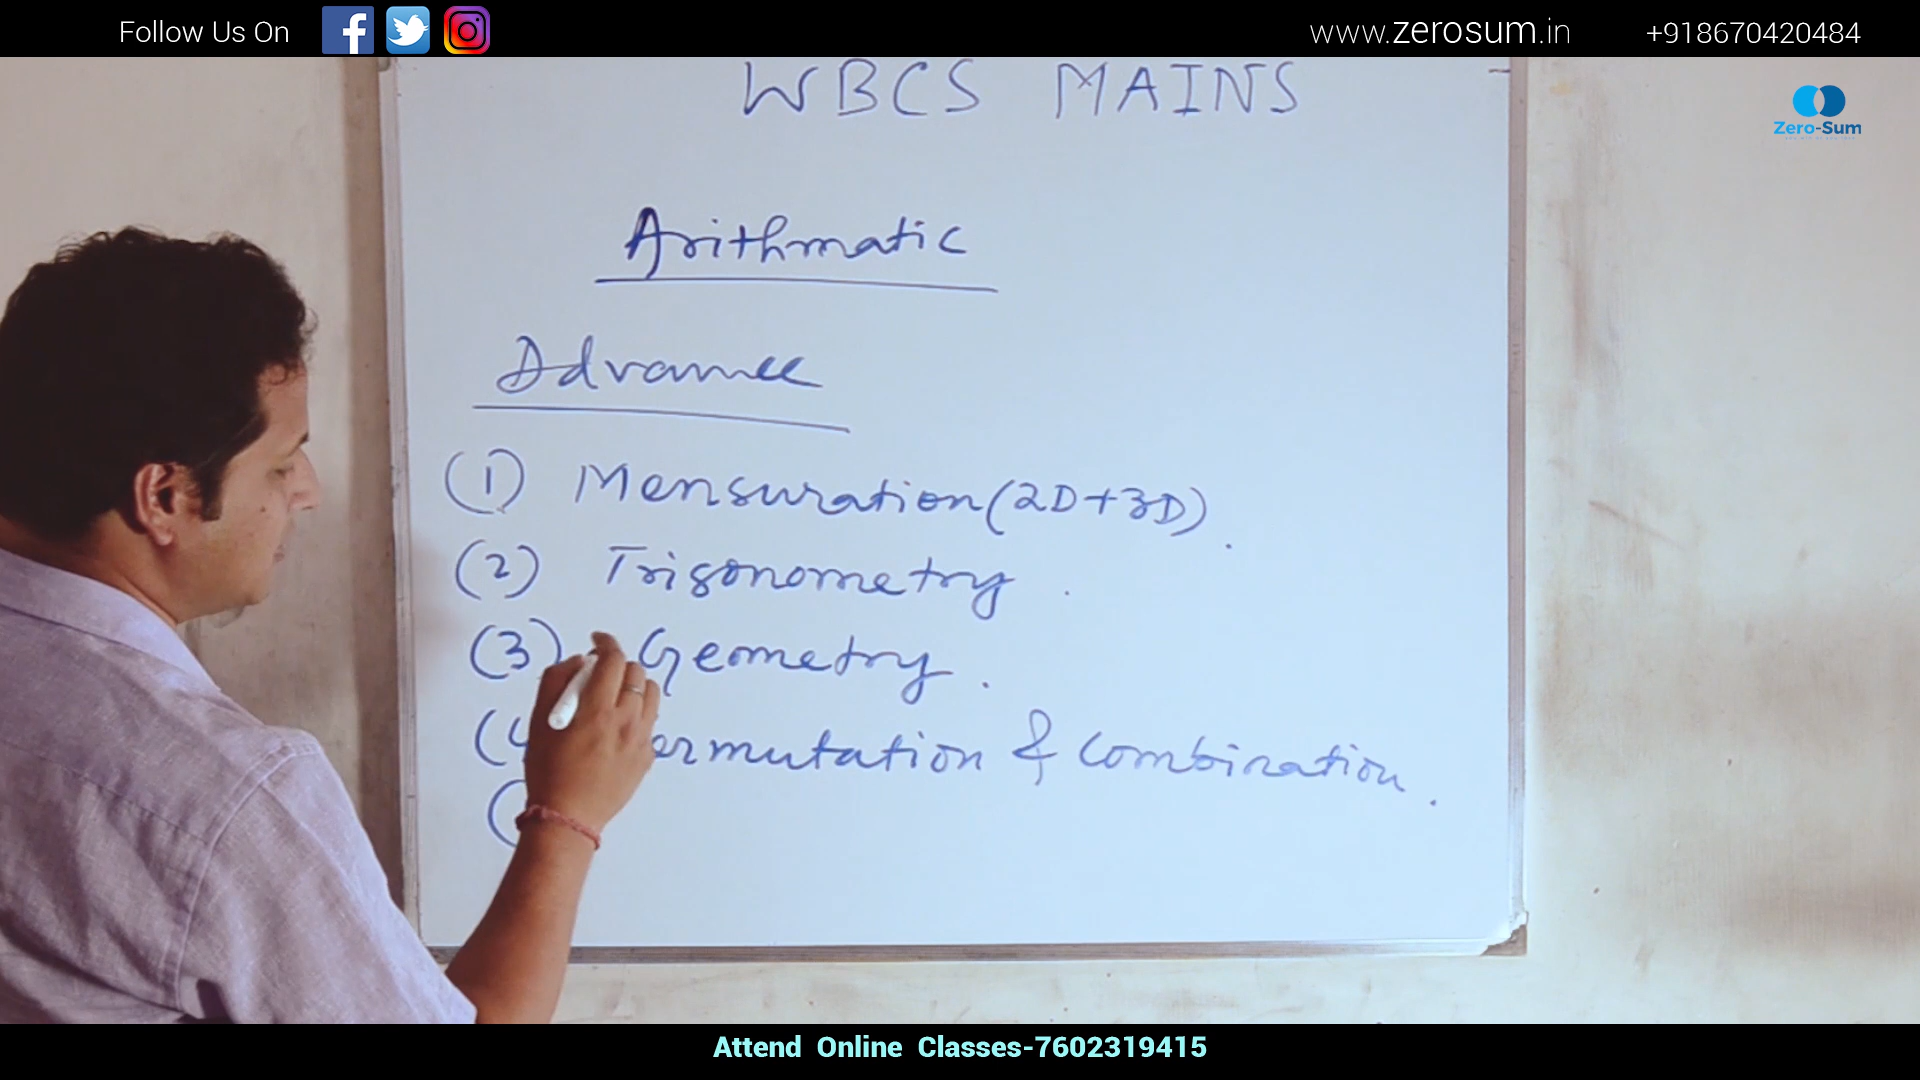 Follow Us On
www.zerosum.in
+918670420484
Zero-Sum
WBCS MAINS
Arithmatic
Advance
(1) Mensuration (2D+3D).
(2) Trigonometry.
(3) Geometry.
(4 ermutation & Combination.
(
Attend Online Classes-7602319415